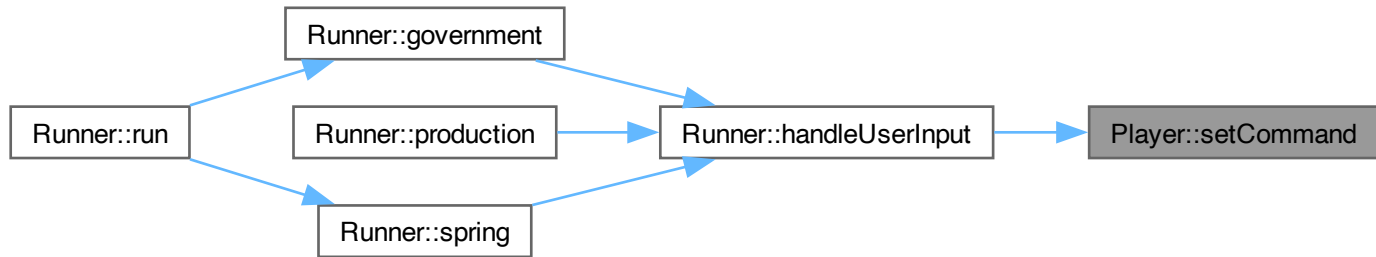 Runner::government
Runner::run
Runner::production
Runner::handleUserInput
Player::setCommand
Runner::spring